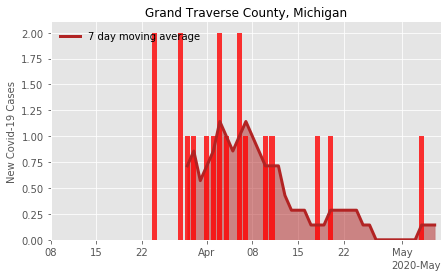 Grand Traverse County, Michigan
7 day moving average
New Covid-19 Cases
2.00
1.75
1.50
1.25
1.00
0.75
0.50
0.25
0.00
08 15 22 Apr 08 15 22 May
2020-May